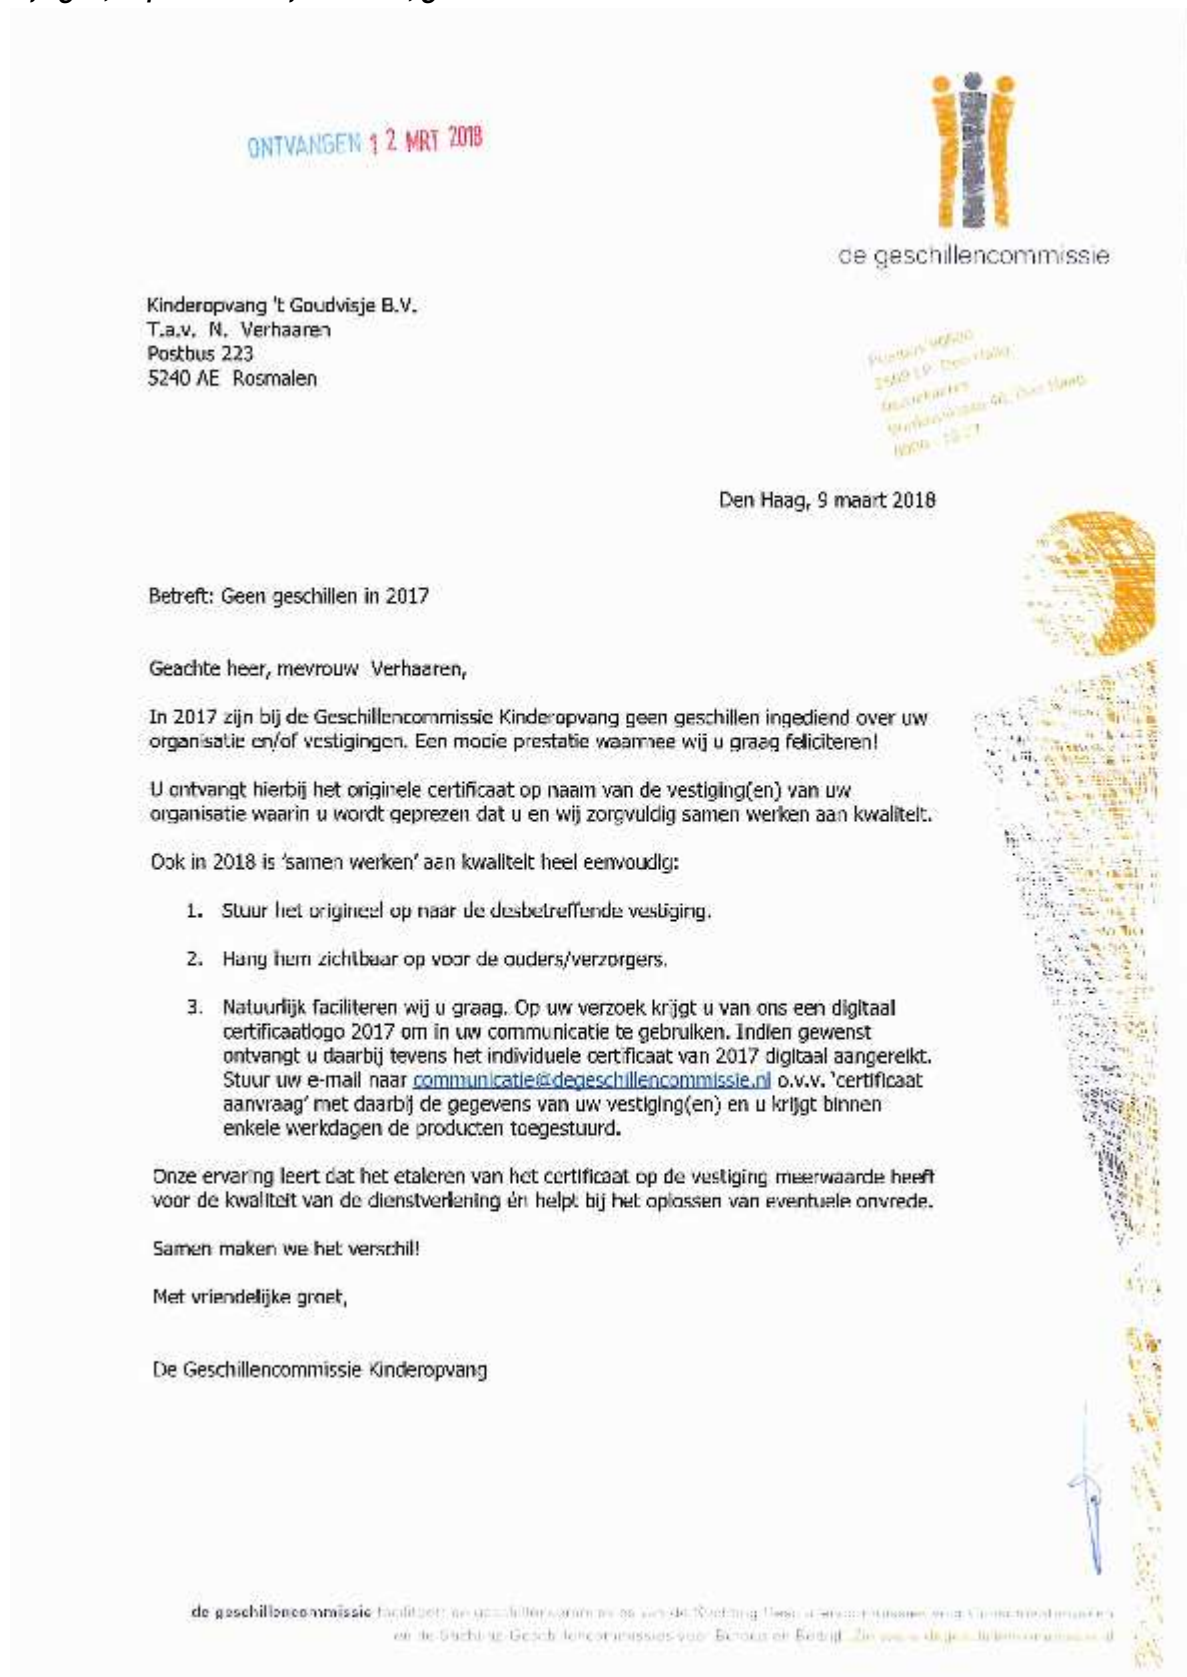 ONTVANGEN 12 MRT 2018
de geschillencommissie
Kinderopvang 't Goudvisje B.V.
T.a.v. N. Verhaaren
Postbus 223
5240 AE Rosmalen
Den Haag
Den Haag
Den Haag, 9 maart 2018
Betreft: Geen geschillen in 2017
Geachte heer, mevrouw Verhaaren,
In 2017 zijn bij de Geschillencommissie Kinderopvang geen geschillen ingediend over uw
organisatie en/of vestigingen. Een mooie prestatie waarmee wij u graag feliciteren!
U ontvangt hierbij het originele certificaat op naam van de vestiging(en) van uw
organisatie waarin u wordt geprezen dat u en wij zorgvuldig samen werken aan kwaliteit.
Ook in 2018 is 'samen werken' aan kwaliteit heel eenvoudig:
1. Stuur het origineel op naar de desbetreffende vestiging.
2. Hang hem zichtbaar op voor de ouders/verzorgers.
3. Natuurlijk faciliteren wij u graag. Op uw verzoek krijgt u van ons een digitaal
certificaatlogo 2017 om in uw communicatie te gebruiken. Indien gewenst
ontvangt u daarbij tevens het individuele certificaat van 2017 digitaal aangereikt.
Stuur uw e-mail naar communicatie@degeschillencommissie.nl o.v.v. 'certificaat
aanvraag' met daarbij de gegevens van uw vestiging(en) en u krijgt binnen
enkele werkdagen de producten toegestuurd.
Onze ervaring leert dat het etaleren van het certificaat op de vestiging meerwaarde heeft
voor de kwaliteit van de dienstverlening én helpt bij het oplossen van eventuele onvrede.
Samen maken we het verschil!
Met vriendelijke groet,
De Geschillencommissie Kinderopvang
de geschillencommissie